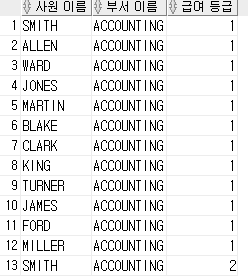 사원 이름 부서 이름 급여 등급
1 SMITH ACCOUNTING 1
2 ALLEN ACCOUNTING 1
3 WARD ACCOUNTING 1
4 JONES ACCOUNTING 1
5 MARTIN ACCOUNTING 1
6 BLAKE ACCOUNTING 1
7 CLARK ACCOUNTING 1
8 KING ACCOUNTING 1
9 TURNER ACCOUNTING 1
10 JAMES ACCOUNTING 1
11 FORD ACCOUNTING 1
12 MILLER ACCOUNTING 1
13 SMITH ACCOUNTING 2